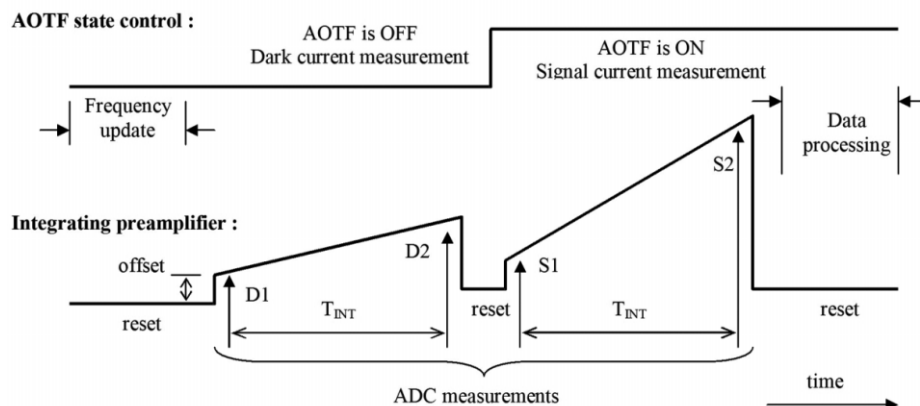 AOTF state control :
AOTF is OFF
Dark current measurement
AOTF is ON
Signal current measurement
Frequency
update
Data
processing
Integrating preamplifier :
offset
D1
D2
S1
S2
reset
T_INT
reset
T_INT
reset
ADC measurements
time